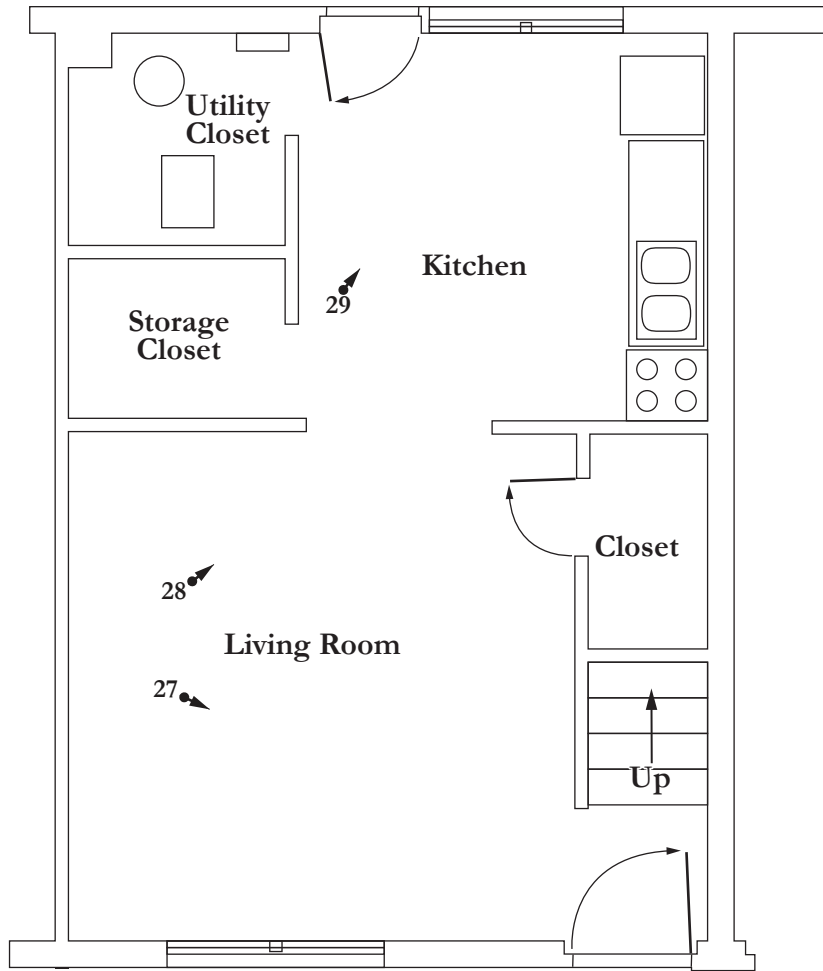 Utility
Closet
Kitchen
29
Storage
Closet
Closet
28
Living Room
27
Up